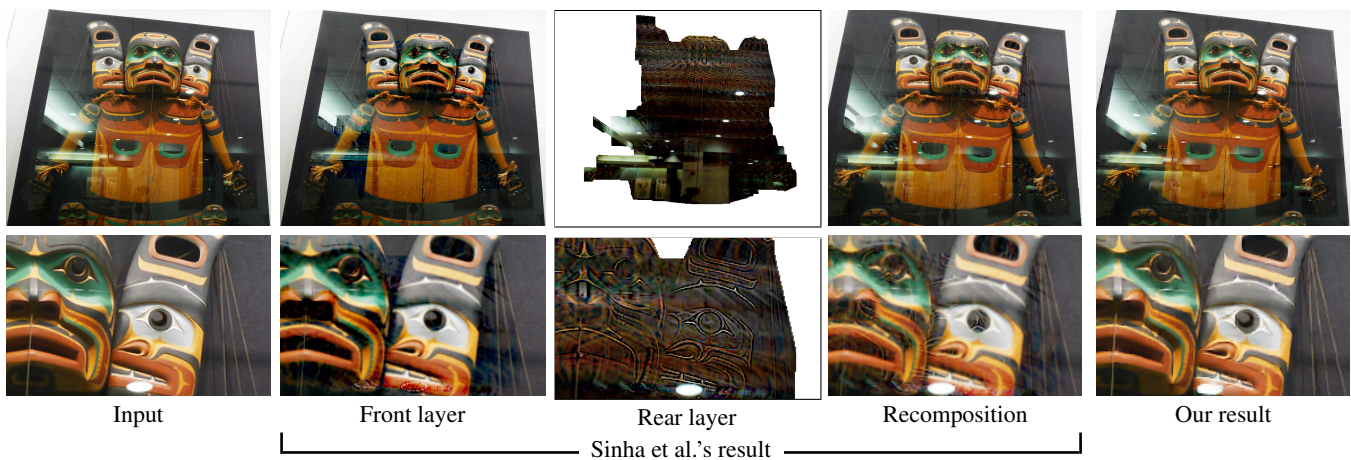 Input
Front layer
Rear layer
Recomposition
Our result
Sinha et al.'s result